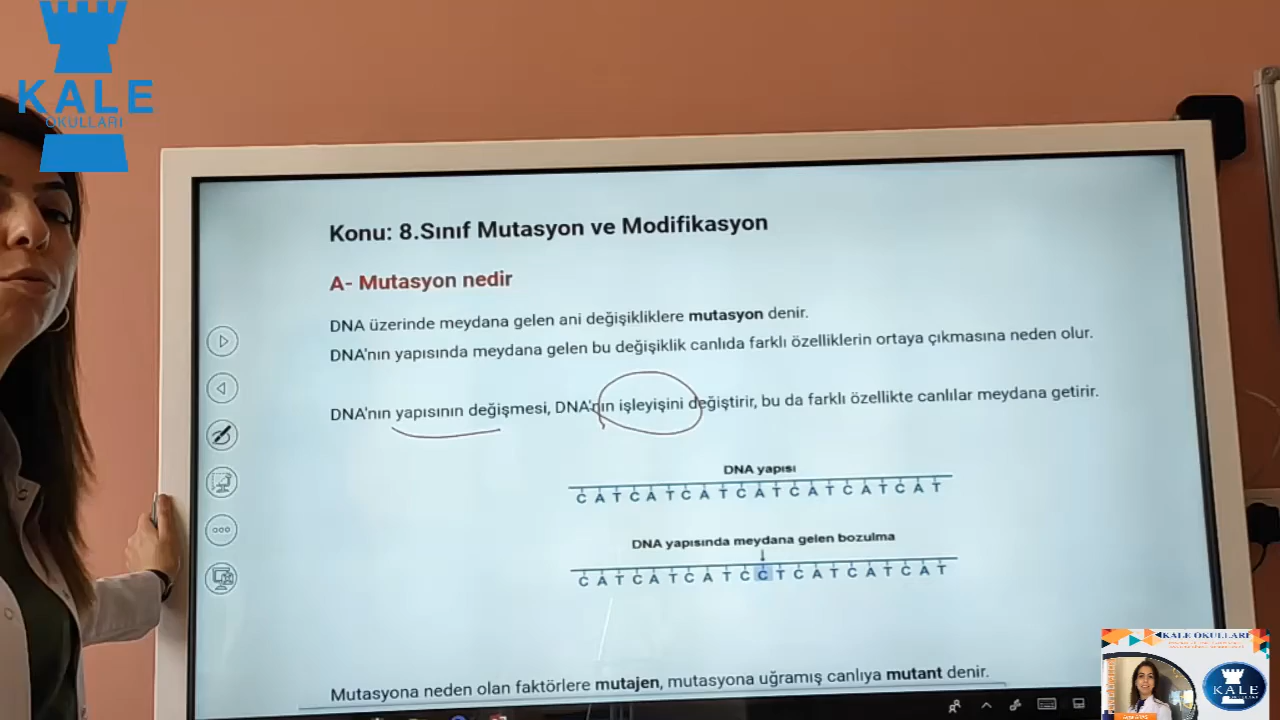 KALE
OKULLARI
Konu: 8.Sınıf Mutasyon ve Modifikasyon
A- Mutasyon nedir
DNA üzerinde meydana gelen ani değişikliklere mutasyon denir.
DNA'nın yapısında meydana gelen bu değişiklik canlıda farklı özelliklerin ortaya çıkmasına neden olur.
DNA'nın yapısının değişmesi, DNA'nın işleyişini değiştirir, bu da farklı özellikte canlılar meydana getirir.
DNA yapısı
C A T C A T C A T C A T C A T C A T C A T
DNA yapısında meydana gelen bozulma
C A T C A T C A T C C T C A T C A T C A T
Mutasyona neden olan faktörlere mutajen, mutasyona uğramış canlıya mutant denir.
KALE OKULLARI
KALE